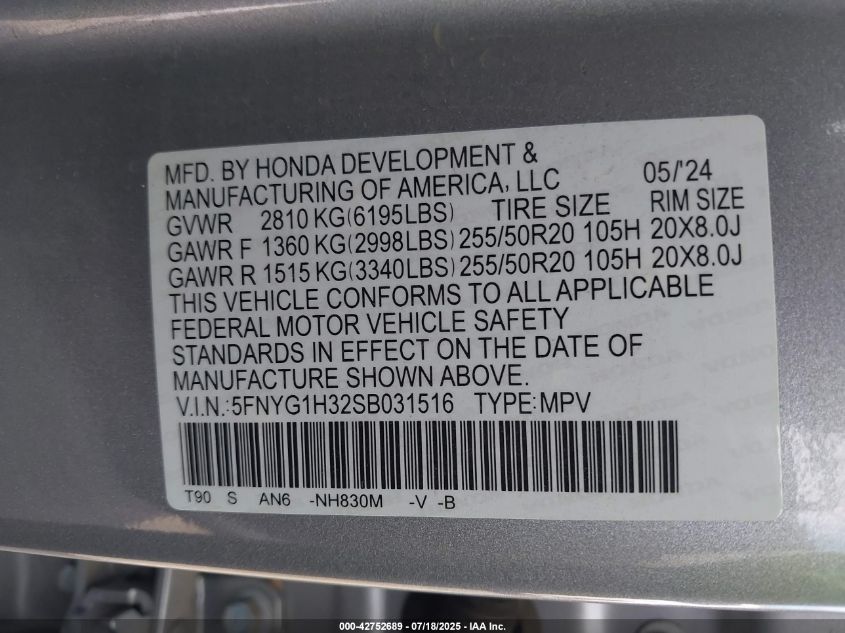 MFD. BY HONDA DEVELOPMENT &
MANUFACTURING OF AMERICA, LLC 05/'24
GVWR 2810 KG(6195LBS) TIRE SIZE RIM SIZE
GAWR F 1360 KG(2998LBS) 255/50R20 105H 20X8.0J
GAWR R 1515 KG(3340LBS) 255/50R20 105H 20X8.0J
THIS VEHICLE CONFORMS TO ALL APPLICABLE
FEDERAL MOTOR VEHICLE SAFETY
STANDARDS IN EFFECT ON THE DATE OF
MANUFACTURE SHOWN ABOVE.
V.I.N.:5FNYG1H32SB031516 TYPE:MPV
T90 S AN6 -NH830M -V -B
000-42752689 - 07/18/2025 - IAA Inc.